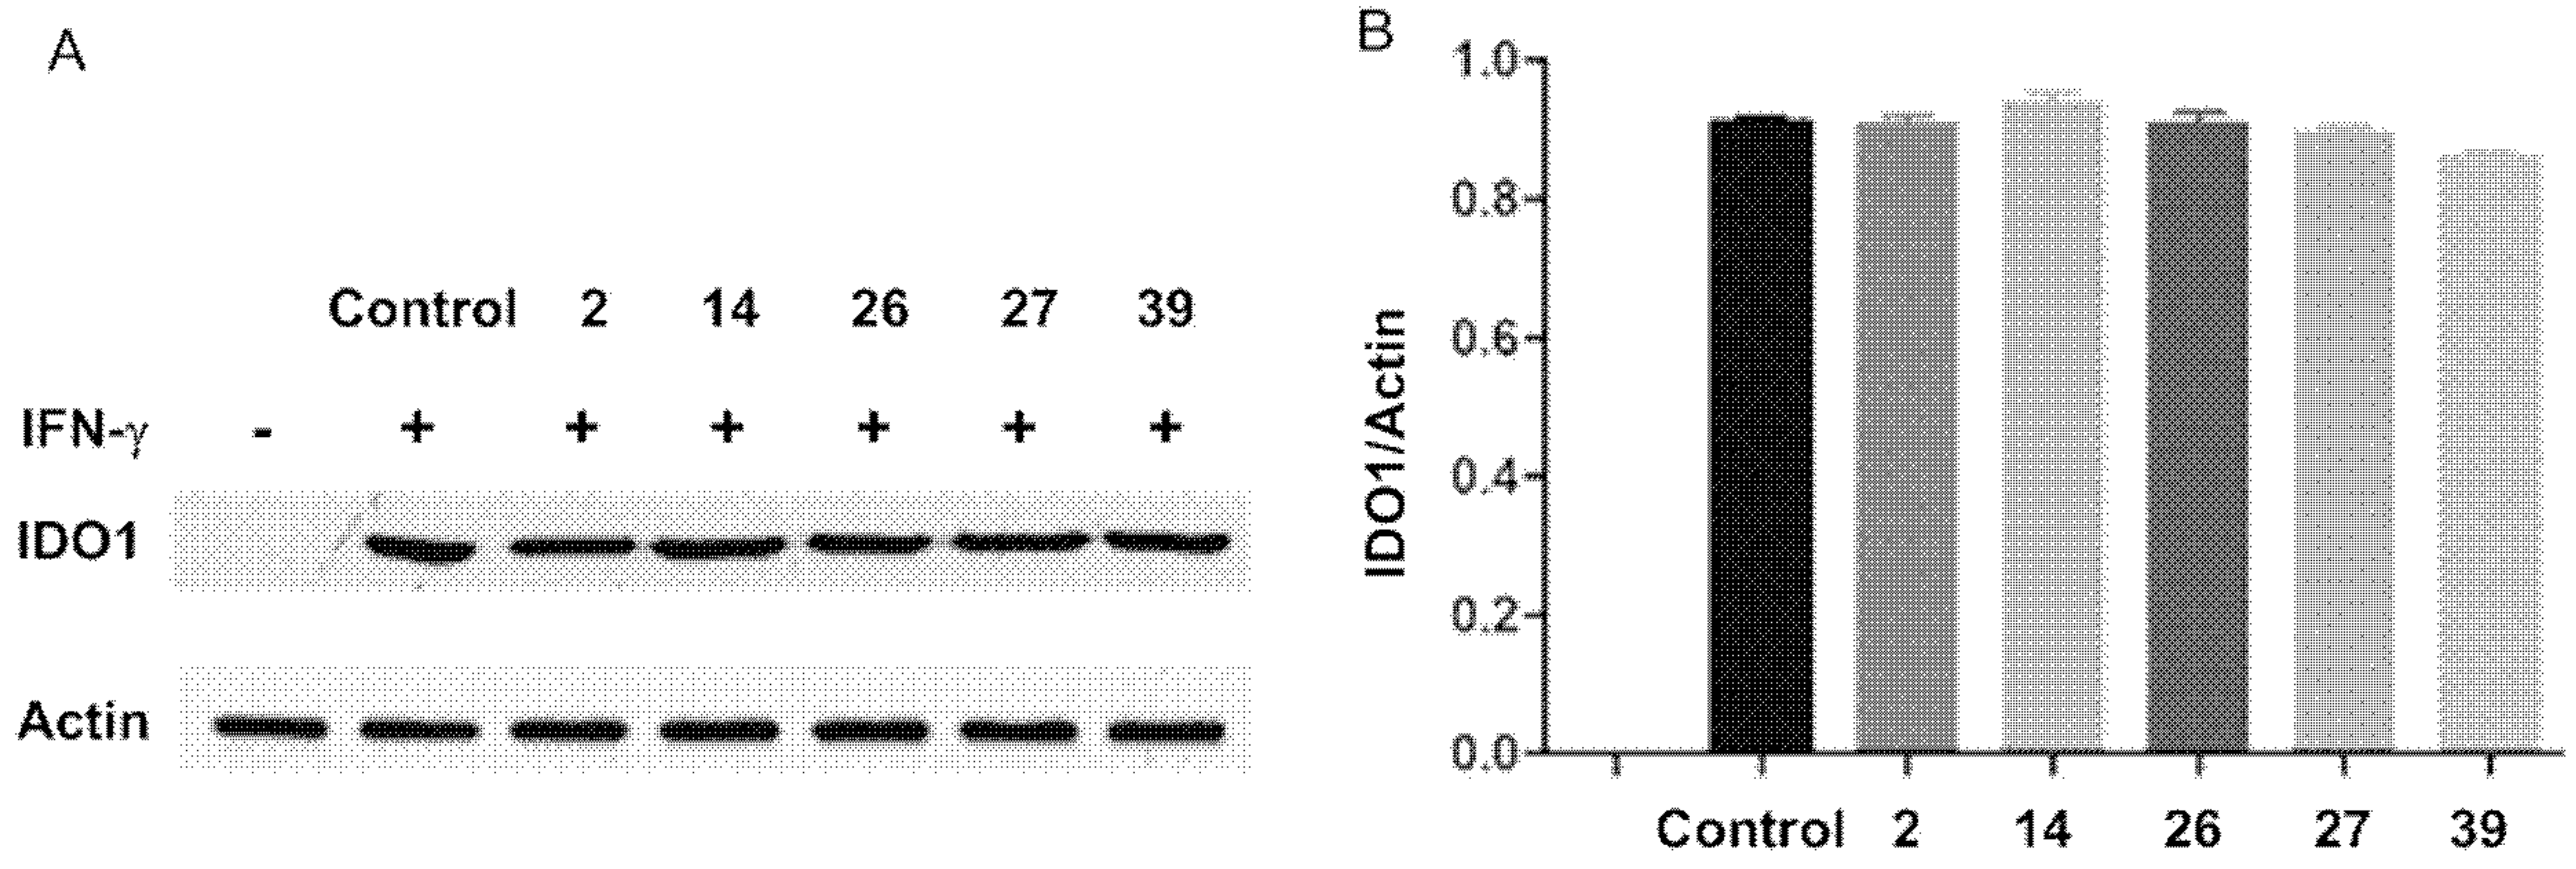 A
Control 2 14 26 27 39
IFN-γ - + + + + + +
IDO1
Actin
B
IDO1/Actin
1.0
0.8
0.6
0.4
0.2
0.0
Control 2 14 26 27 39